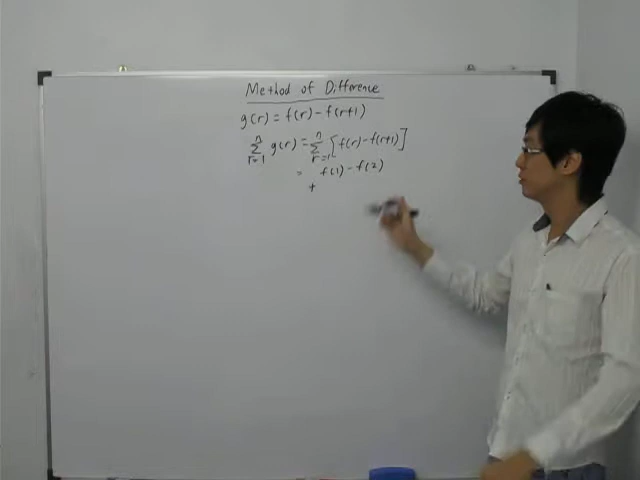 Method of Difference
g(r) = f(r) - f(r+1)
n∑r=1 g(r) = n∑r=1 [f(r) - f(r+1)]
= f(1) - f(2)
+